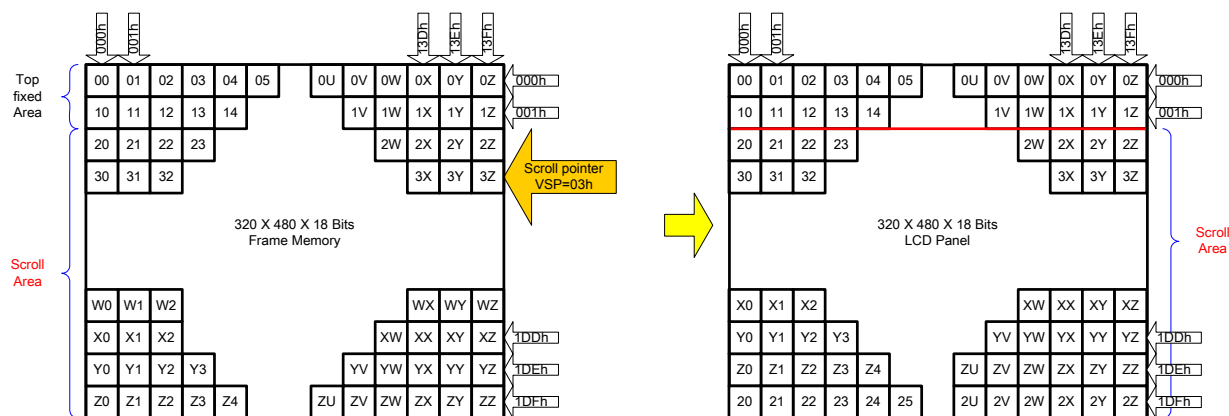 000h 001h 13Dh 13Eh 13Fh 000h 001h 13Dh 13Eh 13Fh
Top
fixed
Area
00 01 02 03 04 05 0U 0V 0W 0X 0Y 0Z 000h
10 11 12 13 14 1V 1W 1X 1Y 1Z 001h
20 21 22 23 2W 2X 2Y 2Z
30 31 32 3X 3Y 3Z
Scroll pointer
VSP=03h
320 X 480 X 18 Bits
Frame Memory
Scroll
Area
W0 W1 W2 WX WY WZ
X0 X1 X2 XW XX XY XZ 1DDh
Y0 Y1 Y2 Y3 YV YW YX YY YZ 1DEh
Z0 Z1 Z2 Z3 Z4 ZU ZV ZW ZX ZY ZZ 1DFh
00 01 02 03 04 05 0U 0V 0W 0X 0Y 0Z 000h
10 11 12 13 14 1V 1W 1X 1Y 1Z 001h
20 21 22 23 2W 2X 2Y 2Z
30 31 32 3X 3Y 3Z
320 X 480 X 18 Bits
LCD Panel
Scroll
Area
X0 X1 X2 XW XX XY XZ
Y0 Y1 Y2 Y3 YV YW YX YY YZ 1DDh
Z0 Z1 Z2 Z3 Z4 ZU ZV ZW ZX ZY ZZ 1DEh
20 21 22 23 24 25 2U 2V 2W 2X 2Y 2Z 1DFh